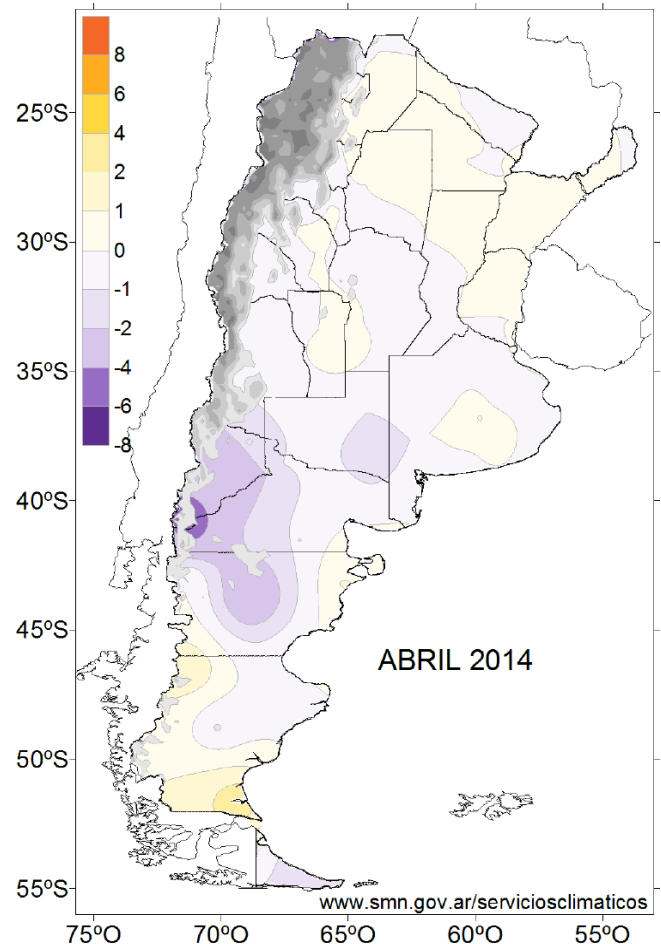 8
6
4
2
1
0
-1
-2
-4
-6
-8
25ºS
30ºS
35ºS
40ºS
45ºS
50ºS
55ºS
ABRIL 2014
www.smn.gov.ar/serviciosclimaticos
75ºO 70ºO 65ºO 60ºO 55ºO